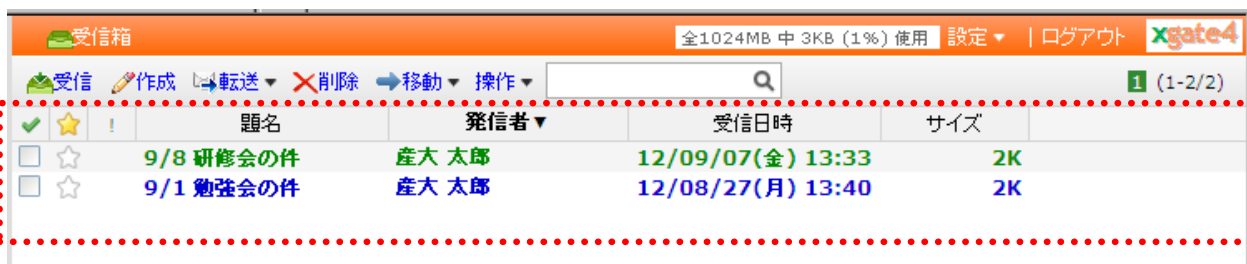 受信箱 全1024MB 中 3KB (1%) 使用 設定▼ | ログアウト xgate4
受信 作成 転送▼ 削除 移動▼ 操作▼ 1 (1-2/2)
! 題名 発信者▼ 受信日時 サイズ
9/8 研修会の件 産大 太郎 12/09/07(金) 13:33 2K
9/1 勉強会の件 産大 太郎 12/08/27(月) 13:40 2K